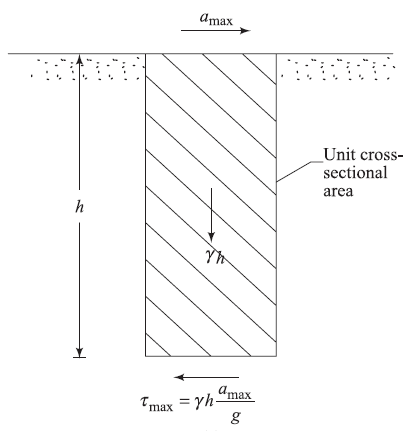 a_max
Unit cross-
sectional
area
h
γh
τ_max = γh a_max/g